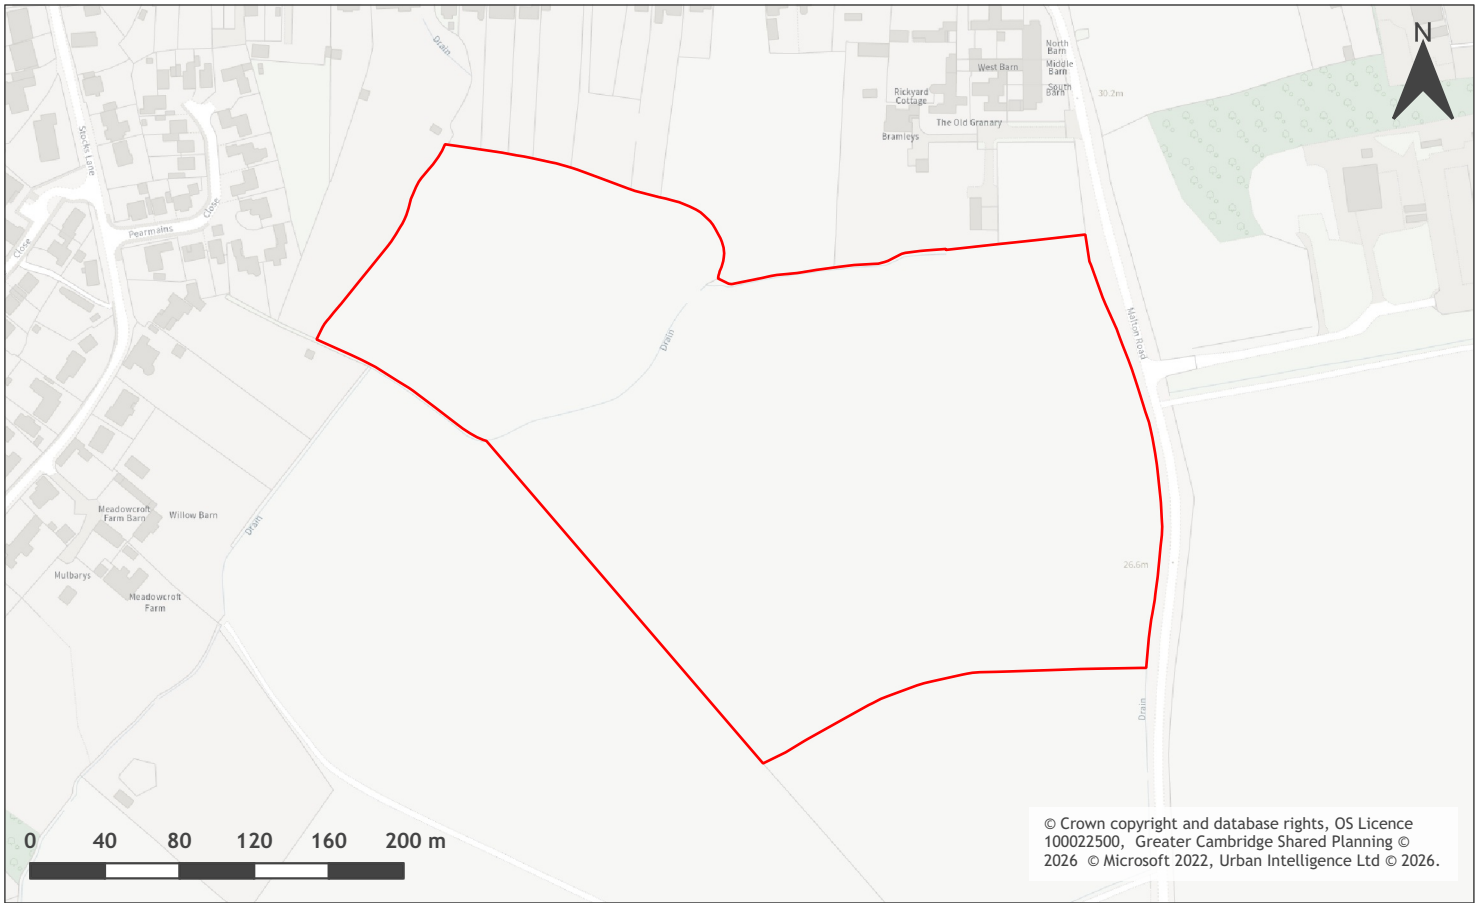 Drain
North
Barn
West Barn
Middle
Barn
South
Barn
Rickyard
Cottage
30.2m
The Old Granary
Bramleys
N
Stocks Lane
Close
Pearmains
Close
Drain
Malton Road
Meadowcroft
Farm Barn
Willow Barn
Drain
26.6m
Mulbarys
Meadowcroft
Farm
Drain
0 40 80 120 160 200 m
© Crown copyright and database rights, OS Licence
100022500, Greater Cambridge Shared Planning ©
2026 © Microsoft 2022, Urban Intelligence Ltd © 2026.